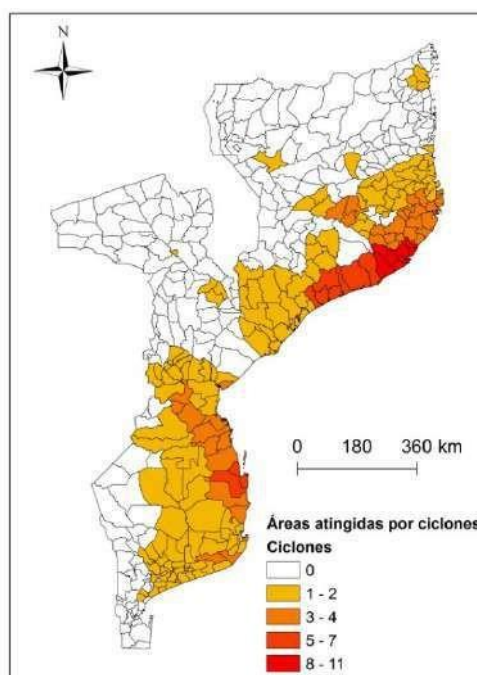 N
0 180 360 km
Áreas atingidas por ciclones
Ciclones
0
1 - 2
3 - 4
5 - 7
8 - 11